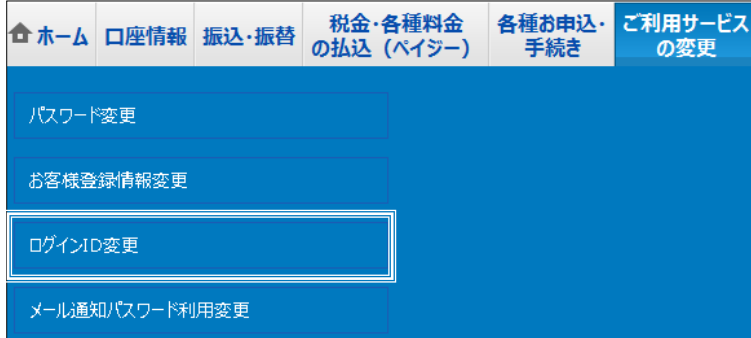 ホーム
口座情報
振込・振替
税金・各種料金
の払込（ペイジー）
各種お申込・
手続き
ご利用サービス
の変更
パスワード変更
お客様登録情報変更
ログインID変更
メール通知パスワード利用変更